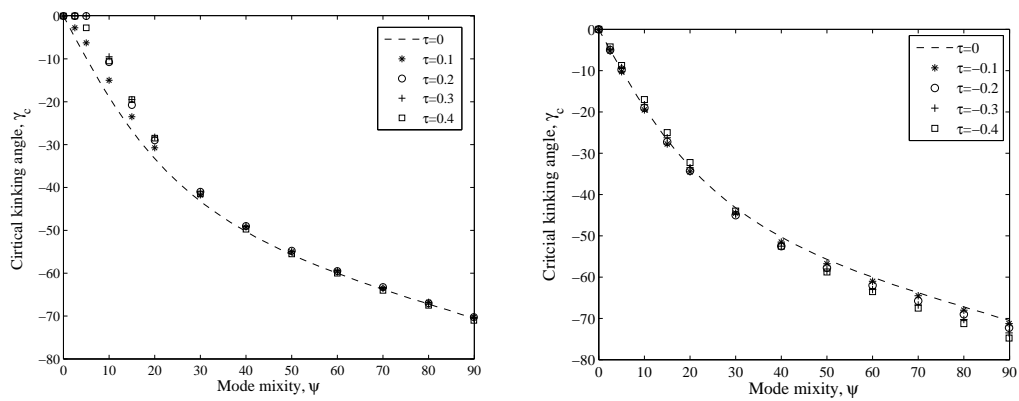 0
−10
−20
−30
−40
−50
−60
−70
−80
0 10 20 30 40 50 60 70 80 90
Cirtical kinking angle, γc
Mode mixity, ψ
τ=0
τ=0.1
τ=0.2
τ=0.3
τ=0.4
0
−10
−20
−30
−40
−50
−60
−70
−80
0 10 20 30 40 50 60 70 80 90
Critcial kinking angle, γc
Mode mixity, ψ
τ=0
τ=−0.1
τ=−0.2
τ=−0.3
τ=−0.4